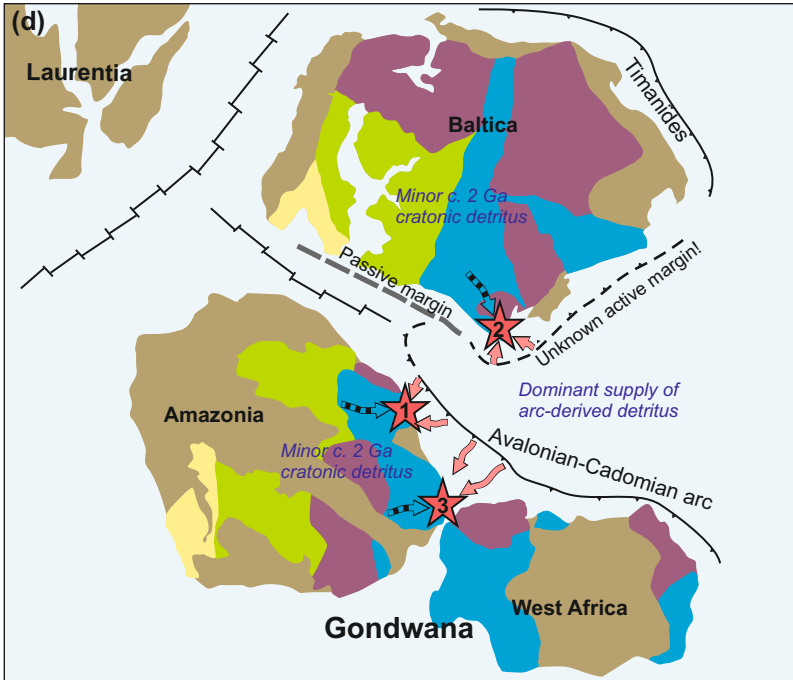 (d)
Laurentia
Timanides
Baltica
Minor c. 2 Ga
cratonic detritus
Passive margin
2
Unknown active margin!
Dominant supply of
arc-derived detritus
1
Amazonia
Avalonian-Cadomian arc
Minor c. 2 Ga
cratonic detritus
3
West Africa
Gondwana